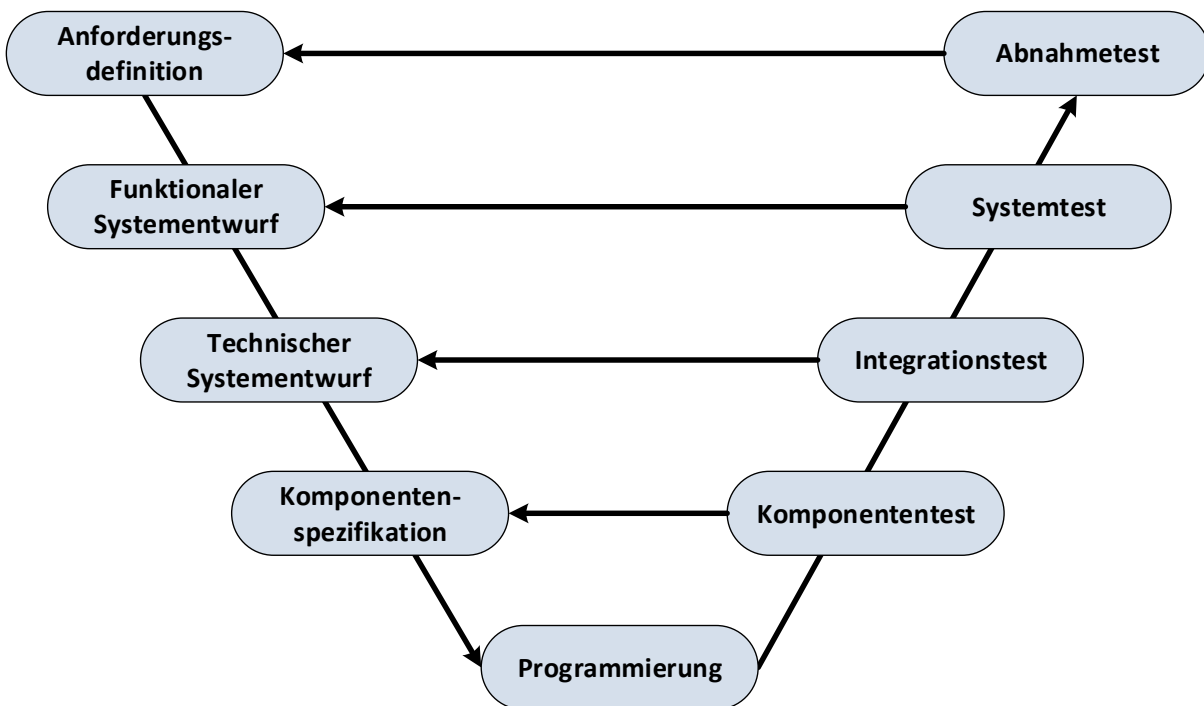 Anforderungs-
definition
Abnahmetest
Funktionaler
Systementwurf
Systemtest
Technischer
Systementwurf
Integrationstest
Komponenten-
spezifikation
Komponententest
Programmierung